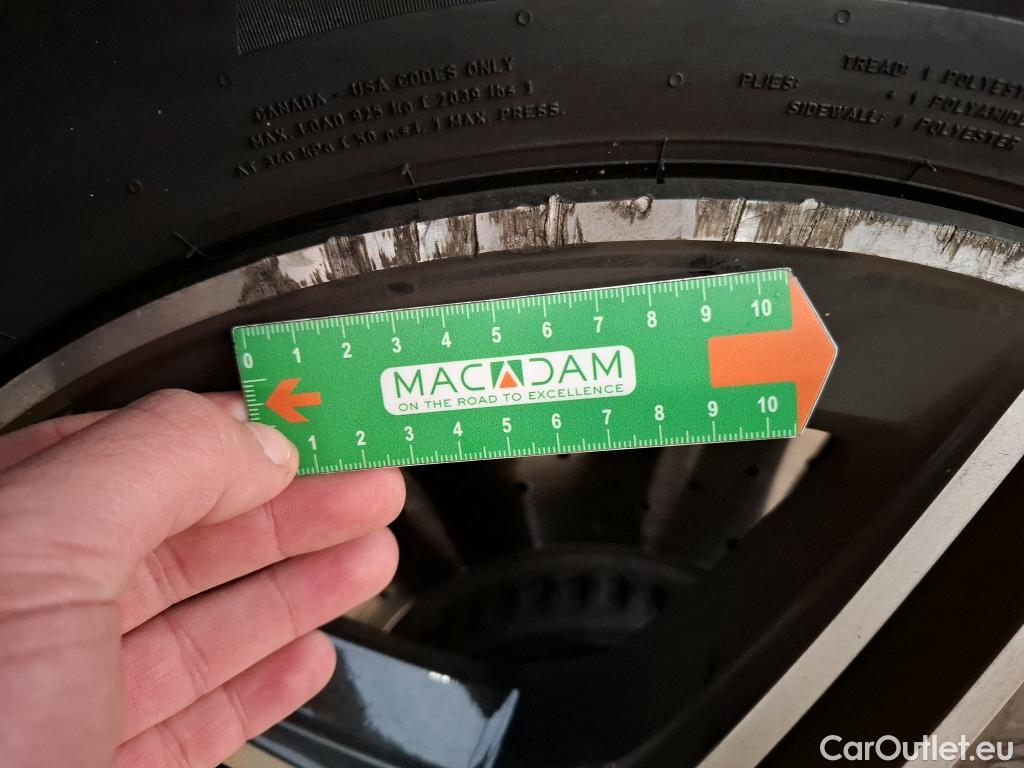 CANADA - USA CODES ONLY
MAX. LOAD 925 kg [ 2039 lbs ]
AT 340 kPa [ 50 p.s.i. ] MAX. PRESS.
PLIES:
TREAD: 1 POLYESTE
1 POLYAMIDE
SIDEWALL: 1 POLYESTER
0 1 2 3 4 5 6 7 8 9 10
MACADAM
ON THE ROAD TO EXCELLENCE
1 2 3 4 5 6 7 8 9 10
CarOutlet.eu